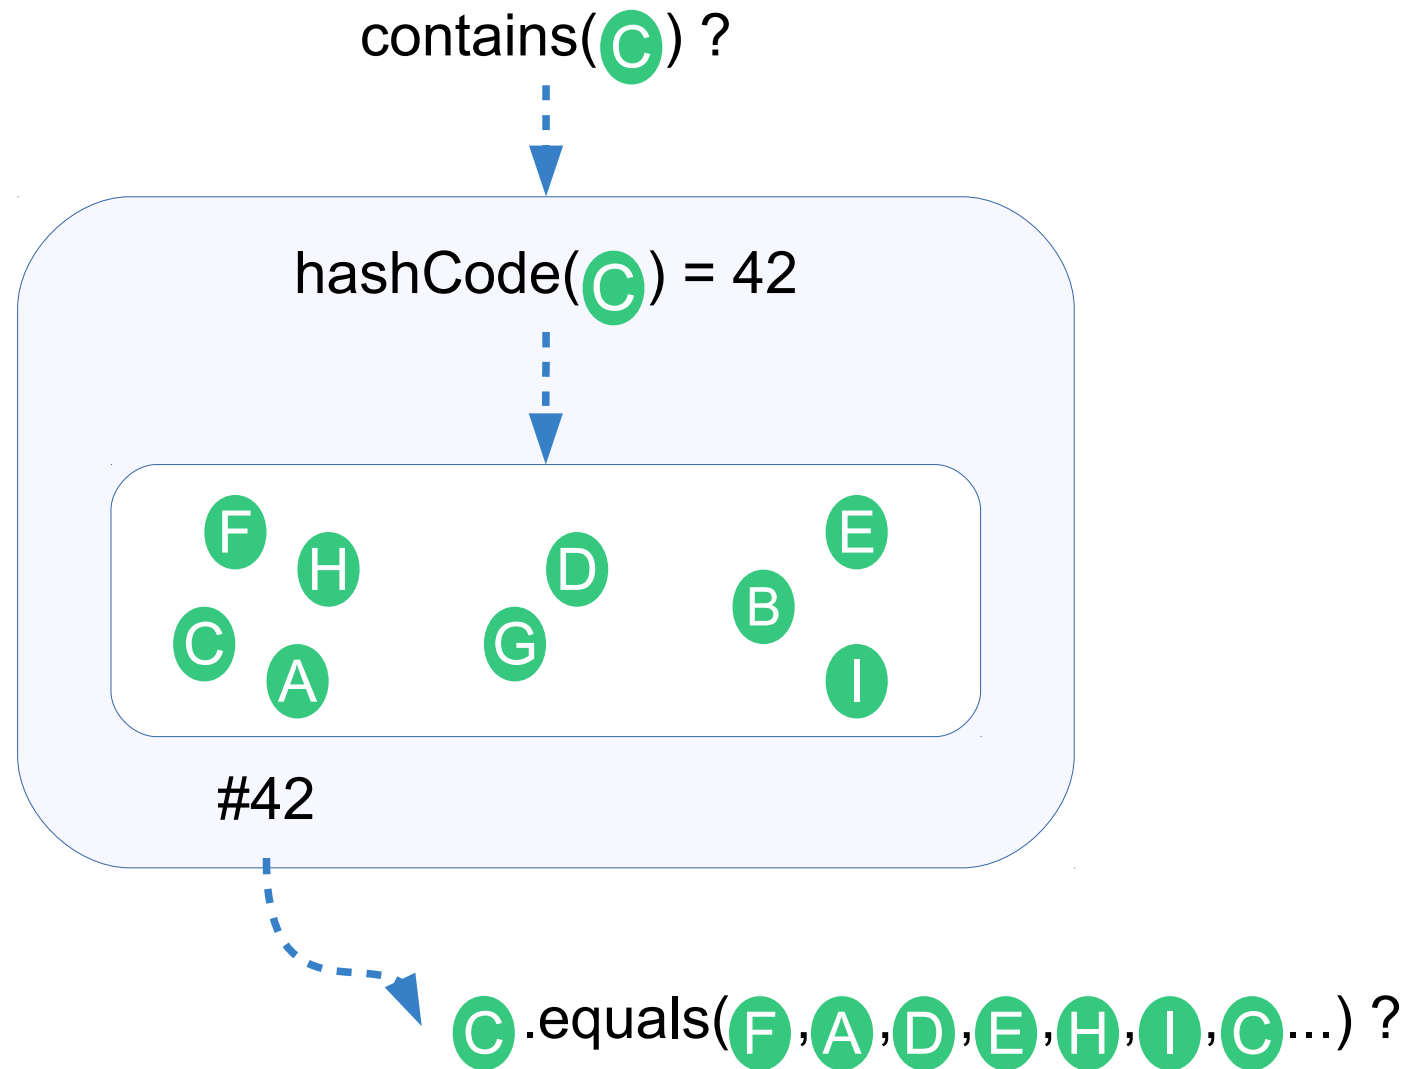 contains(C) ?
hashCode(C) = 42
F
E
H
D
B
C
G
A
I
#42
C.equals(F,A,D,E,H,I,C...) ?